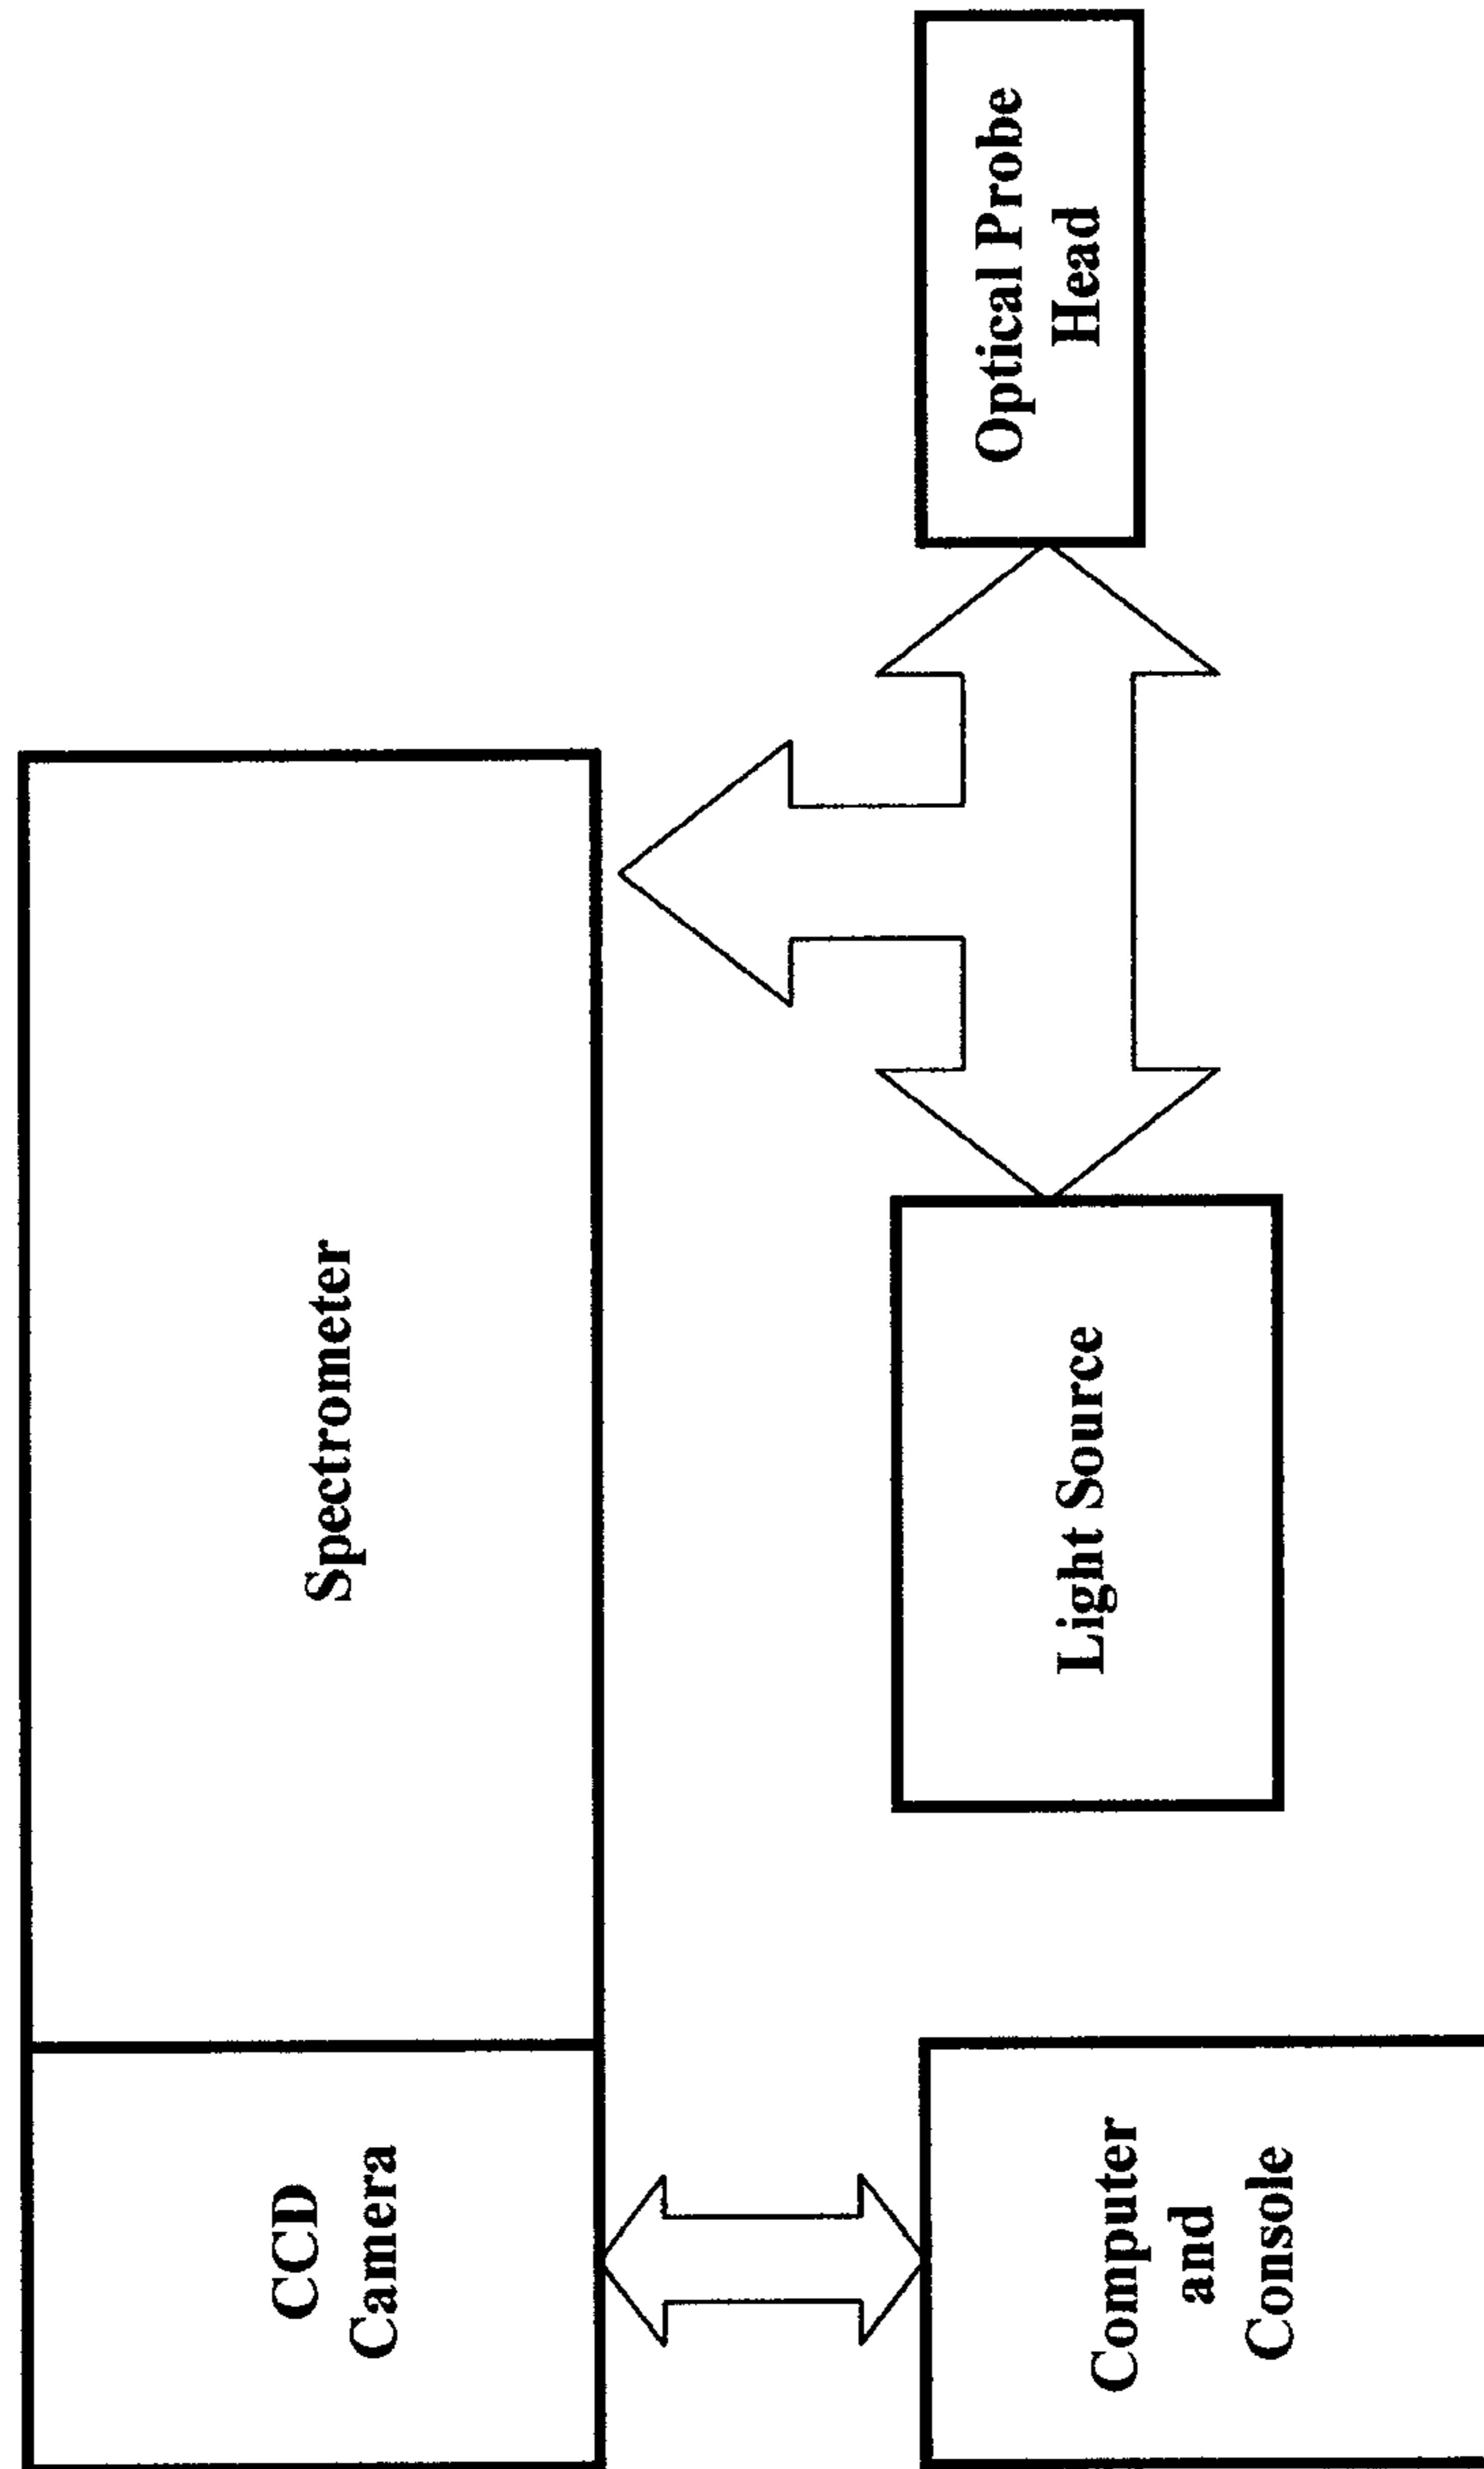 CCD
Camera
Spectrometer
Computer
and
Console
Light Source
Optical Probe
Head